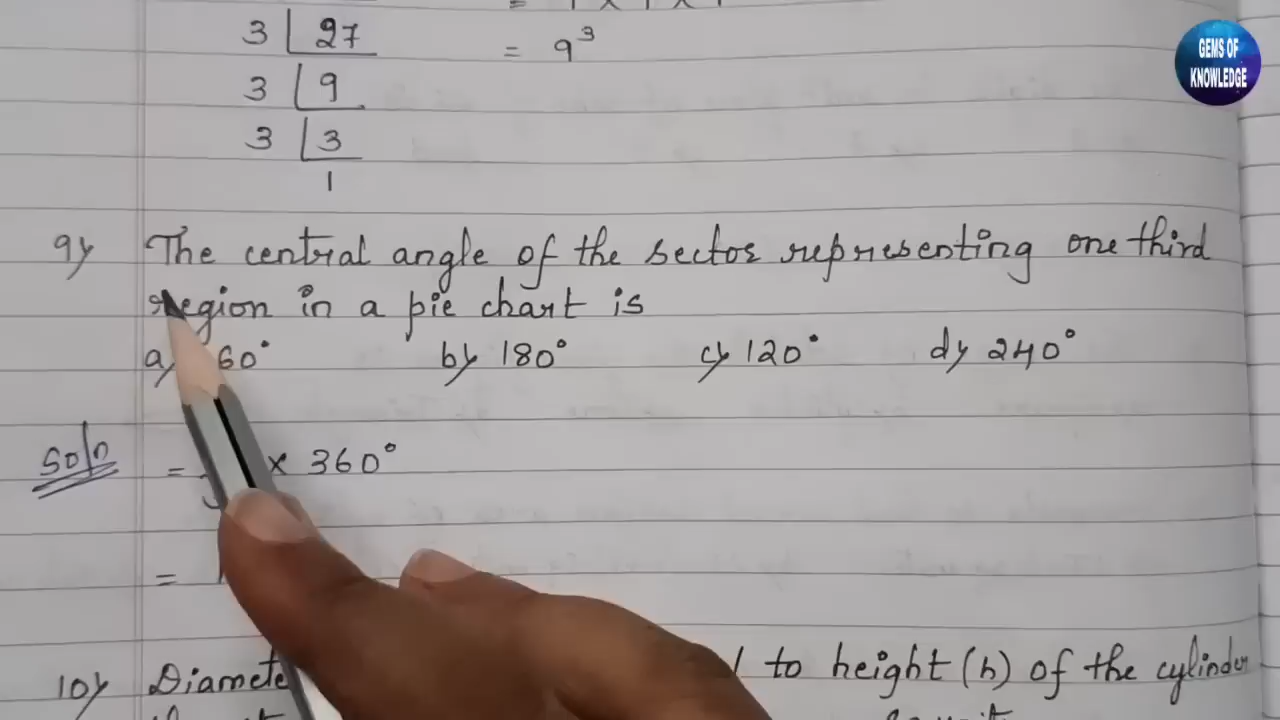 3 | 27
= 9³
GEMS OF
KNOWLEDGE
3 | 9
3 | 3
1
9) The central angle of the sector representing one third
region in a pie chart is
a) 60° b) 180° c) 120° d) 240°
Soln = × 360°
=
10) to height (h) of the cylinder